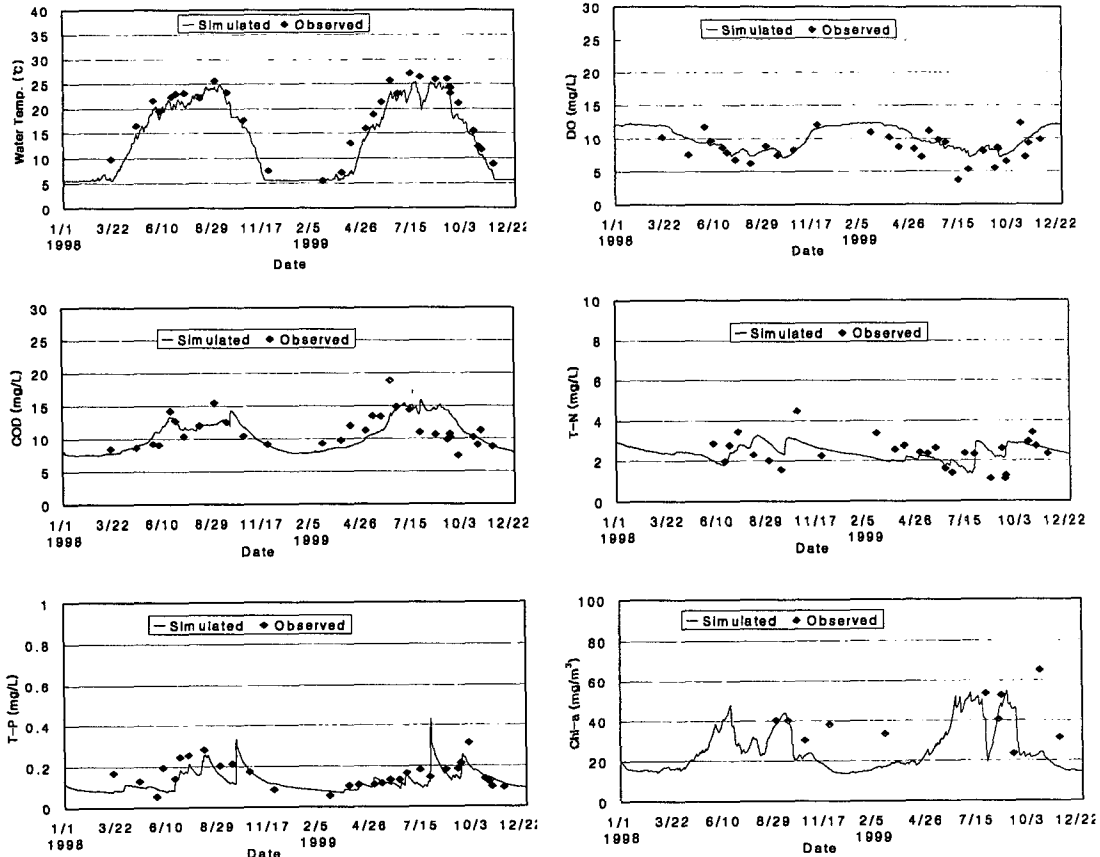 Water Temp. (℃)
40
35
30
25
20
15
10
5
0
Simulated ◆ Observed
1/1 3/22 6/10 8/29 11/17 2/5 4/26 7/15 10/3 12/22
1998 1999
Date
DO (mg/L)
30
25
20
15
10
5
0
Simulated ◆ Observed
1/1 3/22 6/10 8/29 11/17 2/5 4/26 7/15 10/3 12/22
1998 1999
Date
COD (mg/L)
30
25
20
15
10
5
0
Simulated ◆ Observed
1/1 3/22 6/10 8/29 11/17 2/5 4/26 7/15 10/3 12/22
1998 1999
Date
T-N (mg/L)
10
8
6
4
2
0
Simulated ◆ Observed
1/1 3/22 6/10 8/29 11/17 2/5 4/26 7/15 10/3 12/22
1998 1999
Date
T-P (mg/L)
1
0.8
0.6
0.4
0.2
0
Simulated ◆ Observed
1/1 3/22 6/10 8/29 11/17 2/5 4/26 7/15 10/3 12/22
1998 1999
Date
Chl-a (mg/m³)
100
80
60
40
20
0
Simulated ◆ Observed
1/1 3/22 6/10 8/29 11/17 2/5 4/26 7/15 10/3 12/22
1998 1999
Date